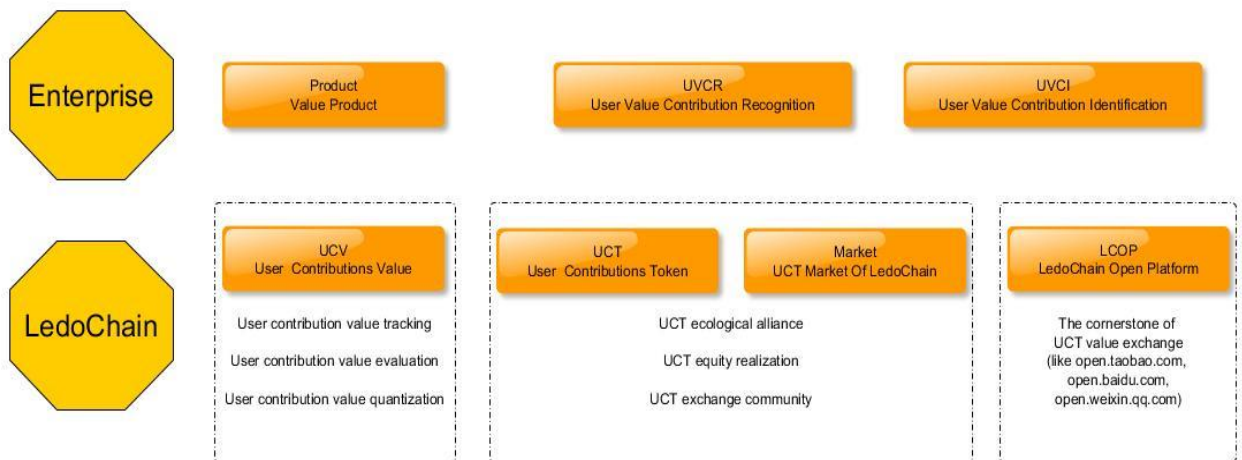 Enterprise
Product
Value Product
UVCR
User Value Contribution Recognition
UVCI
User Value Contribution Identification
LedoChain
UCV
User Contributions Value
User contribution value tracking
User contribution value evaluation
User contribution value quantization
UCT
User Contributions Token
Market
UCT Market Of LedoChain
UCT ecological alliance
UCT equity realization
UCT exchange community
LCOP
LedoChain Open Platform
The cornerstone of
UCT value exchange
(like open.taobao.com,
open.baidu.com,
open.weixin.qq.com)